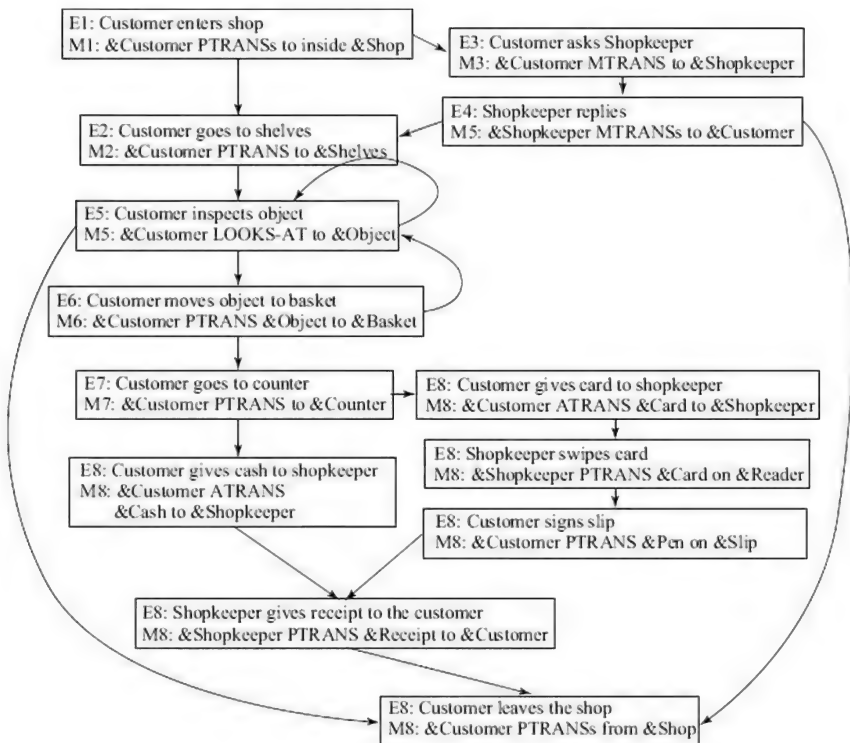 E1: Customer enters shop
M1: &Customer PTRANSs to inside &Shop
E3: Customer asks Shopkeeper
M3: &Customer MTRANS to &Shopkeeper
E4: Shopkeeper replies
M5: &Shopkeeper MTRANSs to &Customer
E2: Customer goes to shelves
M2: &Customer PTRANS to &Shelves
E5: Customer inspects object
M5: &Customer LOOKS-AT to &Object
E6: Customer moves object to basket
M6: &Customer PTRANS &Object to &Basket
E7: Customer goes to counter
M7: &Customer PTRANS to &Counter
E8: Customer gives card to shopkeeper
M8: &Customer ATRANS &Card to &Shopkeeper
E8: Shopkeeper swipes card
M8: &Shopkeeper PTRANS &Card on &Reader
E8: Customer gives cash to shopkeeper
M8: &Customer ATRANS
&Cash to &Shopkeeper
E8: Customer signs slip
M8: &Customer PTRANS &Pen on &Slip
E8: Shopkeeper gives receipt to the customer
M8: &Shopkeeper PTRANS &Receipt to &Customer
E8: Customer leaves the shop
M8: &Customer PTRANSs from &Shop